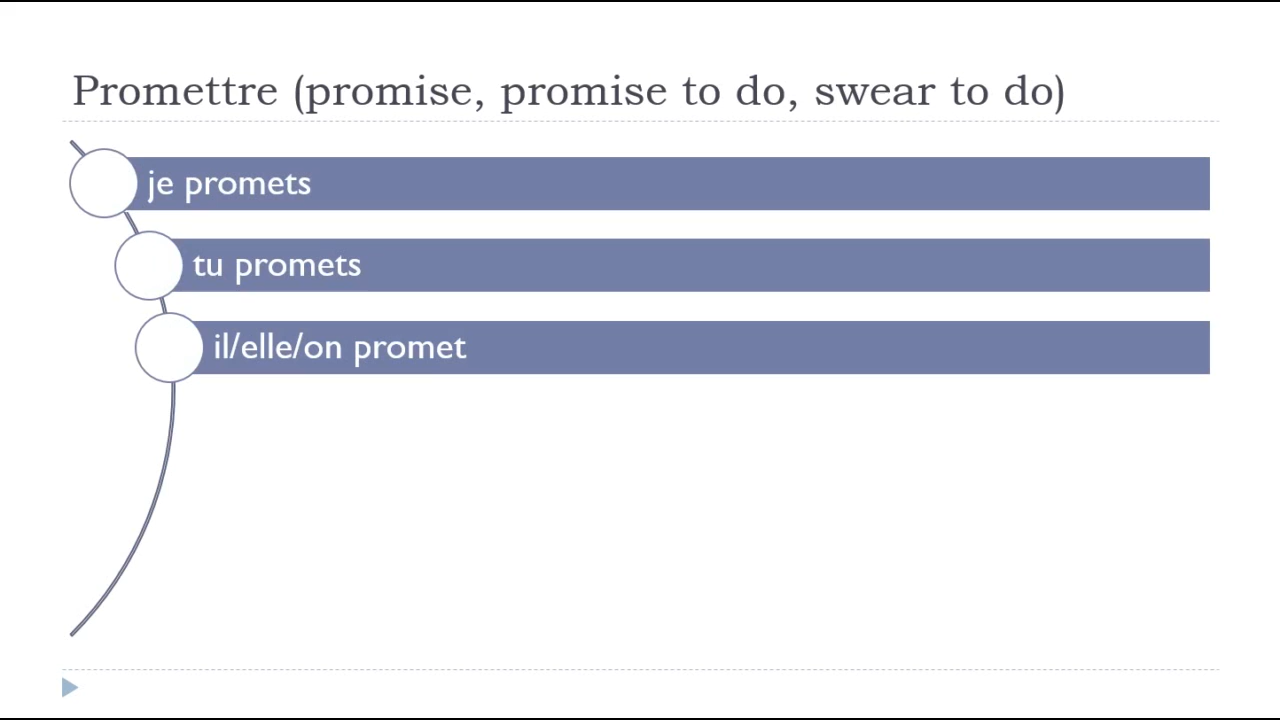 Promettre (promise, promise to do, swear to do)
je promets
tu promets
il/elle/on promet